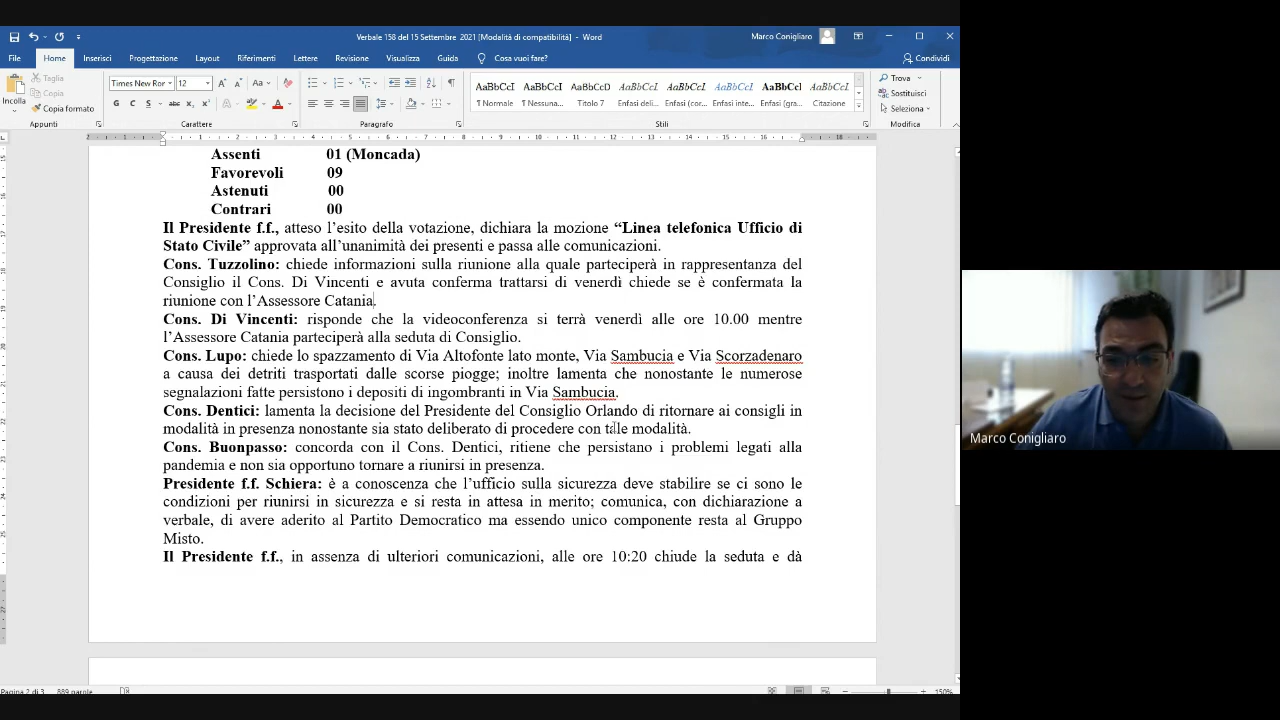 Verbale 158 del 15 Settembre 2021 [Modalità di compatibilità] - Word
Marco Conigliaro
File Home Inserisci Progettazione Layout Riferimenti Lettere Revisione Visualizza Guida Cosa vuoi fare? Condividi
Incolla
Taglia
Copia
Copia formato
Appunti
Times New Ror 12
G C S abc x₂ x²
Carattere
Paragrafo
AaBbCcI AaBbCcI AaBbCcD AaBbCcI AaBbCcI AaBbCcI AaBbCcI AaBbCcI
¶ Normale ¶ Nessuna... Titolo 7 Enfasi deli... Enfasi (cor... Enfasi inte... Enfasi (gra... Citazione
Stili
Trova
Sostituisci
Seleziona
Modifica
Assenti 01 (Moncada)
Favorevoli 09
Astenuti 00
Contrari 00
Il Presidente f.f., atteso l’esito della votazione, dichiara la mozione “Linea telefonica Ufficio di
Stato Civile” approvata all’unanimità dei presenti e passa alle comunicazioni.
Cons. Tuzzolino: chiede informazioni sulla riunione alla quale parteciperà in rappresentanza del
Consiglio il Cons. Di Vincenti e avuta conferma trattarsi di venerdì chiede se è confermata la
riunione con l’Assessore Catania.
Cons. Di Vincenti: risponde che la videoconferenza si terrà venerdì alle ore 10.00 mentre
l’Assessore Catania parteciperà alla seduta di Consiglio.
Cons. Lupo: chiede lo spazzamento di Via Altofonte lato monte, Via Sambucia e Via Scorzadenaro
a causa dei detriti trasportati dalle scorse piogge; inoltre lamenta che nonostante le numerose
segnalazioni fatte persistono i depositi di ingombranti in Via Sambucia.
Cons. Dentici: lamenta la decisione del Presidente del Consiglio Orlando di ritornare ai consigli in
modalità in presenza nonostante sia stato deliberato di procedere con tale modalità.
Cons. Buonpasso: concorda con il Cons. Dentici, ritiene che persistano i problemi legati alla
pandemia e non sia opportuno tornare a riunirsi in presenza.
Presidente f.f. Schiera: è a conoscenza che l’ufficio sulla sicurezza deve stabilire se ci sono le
condizioni per riunirsi in sicurezza e si resta in attesa in merito; comunica, con dichiarazione a
verbale, di avere aderito al Partito Democratico ma essendo unico componente resta al Gruppo
Misto.
Il Presidente f.f., in assenza di ulteriori comunicazioni, alle ore 10:20 chiude la seduta e dà
Pagina 2 di 3 889 parole
150%
Marco Conigliaro